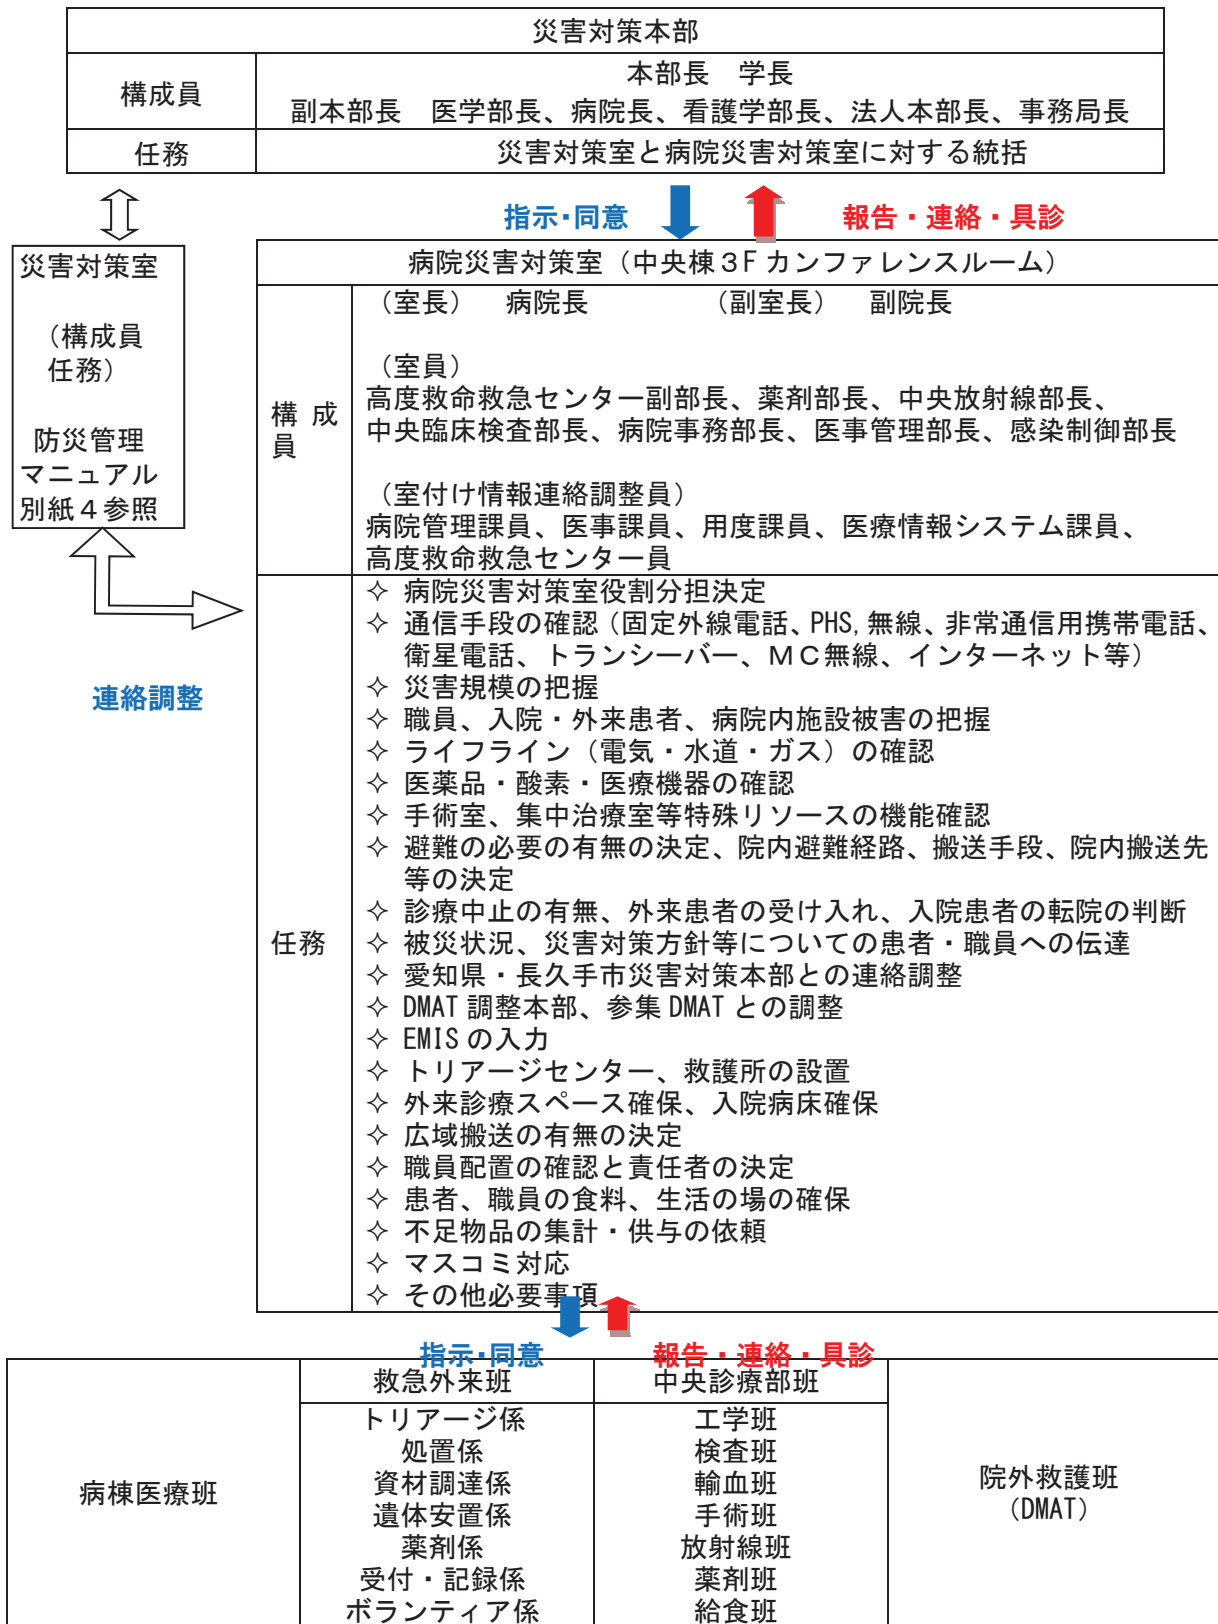 災害対策本部
構成員
本部長　学長
副本部長　医学部長、病院長、看護学部長、法人本部長、事務局長
任務
災害対策室と病院災害対策室に対する統括
指示・同意
報告・連絡・具診
災害対策室
（構成員
任務）
防災管理
マニュアル
別紙４参照
連絡調整
病院災害対策室（中央棟３Ｆカンファレンスルーム）
構 成
員
（室長）　病院長　　　（副室長）　副院長
（室員）
高度救命救急センター副部長、薬剤部長、中央放射線部長、
中央臨床検査部長、病院事務部長、医事管理部長、感染制御部長
（室付け情報連絡調整員）
病院管理課員、医事課員、用度課員、医療情報システム課員、
高度救命救急センター員
任務
✧ 病院災害対策室役割分担決定
✧ 通信手段の確認（固定外線電話、PHS,無線、非常通信用携帯電話、
衛星電話、トランシーバー、ＭＣ無線、インターネット等）
✧ 災害規模の把握
✧ 職員、入院・外来患者、病院内施設被害の把握
✧ ライフライン（電気・水道・ガス）の確認
✧ 医薬品・酸素・医療機器の確認
✧ 手術室、集中治療室等特殊リソースの機能確認
✧ 避難の必要の有無の決定、院内避難経路、搬送手段、院内搬送先
等の決定
✧ 診療中止の有無、外来患者の受け入れ、入院患者の転院の判断
✧ 被災状況、災害対策方針等についての患者・職員への伝達
✧ 愛知県・長久手市災害対策本部との連絡調整
✧ DMAT 調整本部、参集 DMAT との調整
✧ EMIS の入力
✧ トリアージセンター、救護所の設置
✧ 外来診療スペース確保、入院病床確保
✧ 広域搬送の有無の決定
✧ 職員配置の確認と責任者の決定
✧ 患者、職員の食料、生活の場の確保
✧ 不足物品の集計・供与の依頼
✧ マスコミ対応
✧ その他必要事項
指示・同意
報告・連絡・具診
病棟医療班
救急外来班
トリアージ係
処置係
資材調達係
遺体安置係
薬剤係
受付・記録係
ボランティア係
中央診療部班
工学班
検査班
輸血班
手術班
放射線班
薬剤班
給食班
院外救護班
（DMAT）